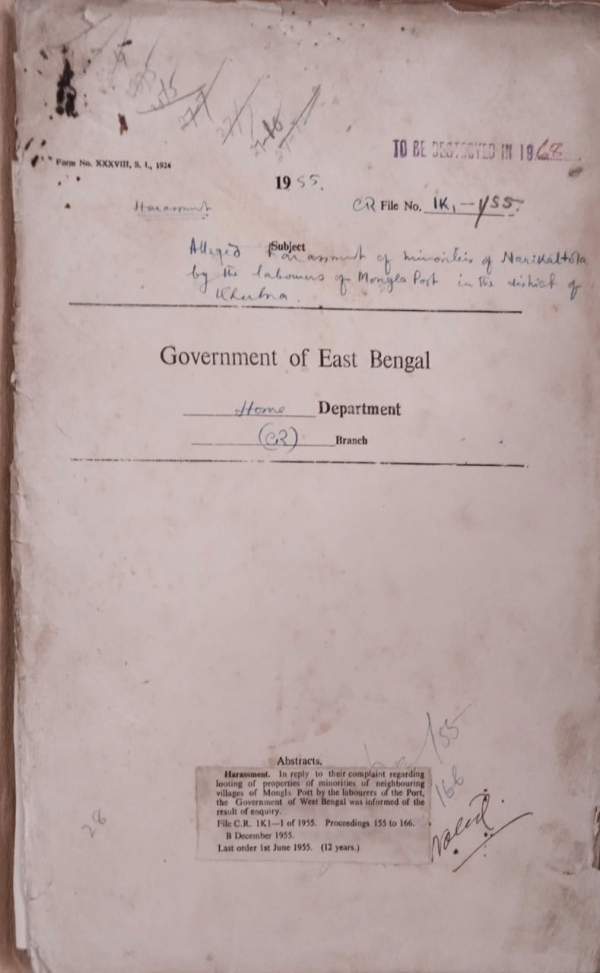 TO BE DESTROYED IN 1968
Form No. XXXVIII, S. I., 1924
1955.
Harassment
CR File No. 1K1-1/55.
Subject
Alleged Harassment of minorities of Narikeltola
by the labourers of Mongla Port in the district of
Khulna.
Government of East Bengal
Home Department
(CR) Branch
Abstracts.
Harassment. In reply to their complaint regarding
looting of properties of minorities of neighbouring
villages of Mongla Port by the labourers of the Port,
the Government of West Bengal was informed of the
result of enquiry.
File C.R. 1K1—1 of 1955. Proceedings 155 to 166.
B December 1955.
Last order 1st June 1955. (12 years.)
166
Noted.
28